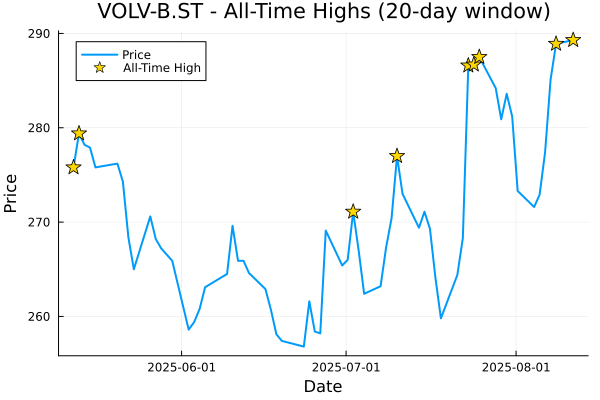 VOLV-B.ST - All-Time Highs (20-day window)
290
Price
All-Time High
280
270
260
Price
2025-06-01
2025-07-01
2025-08-01
Date